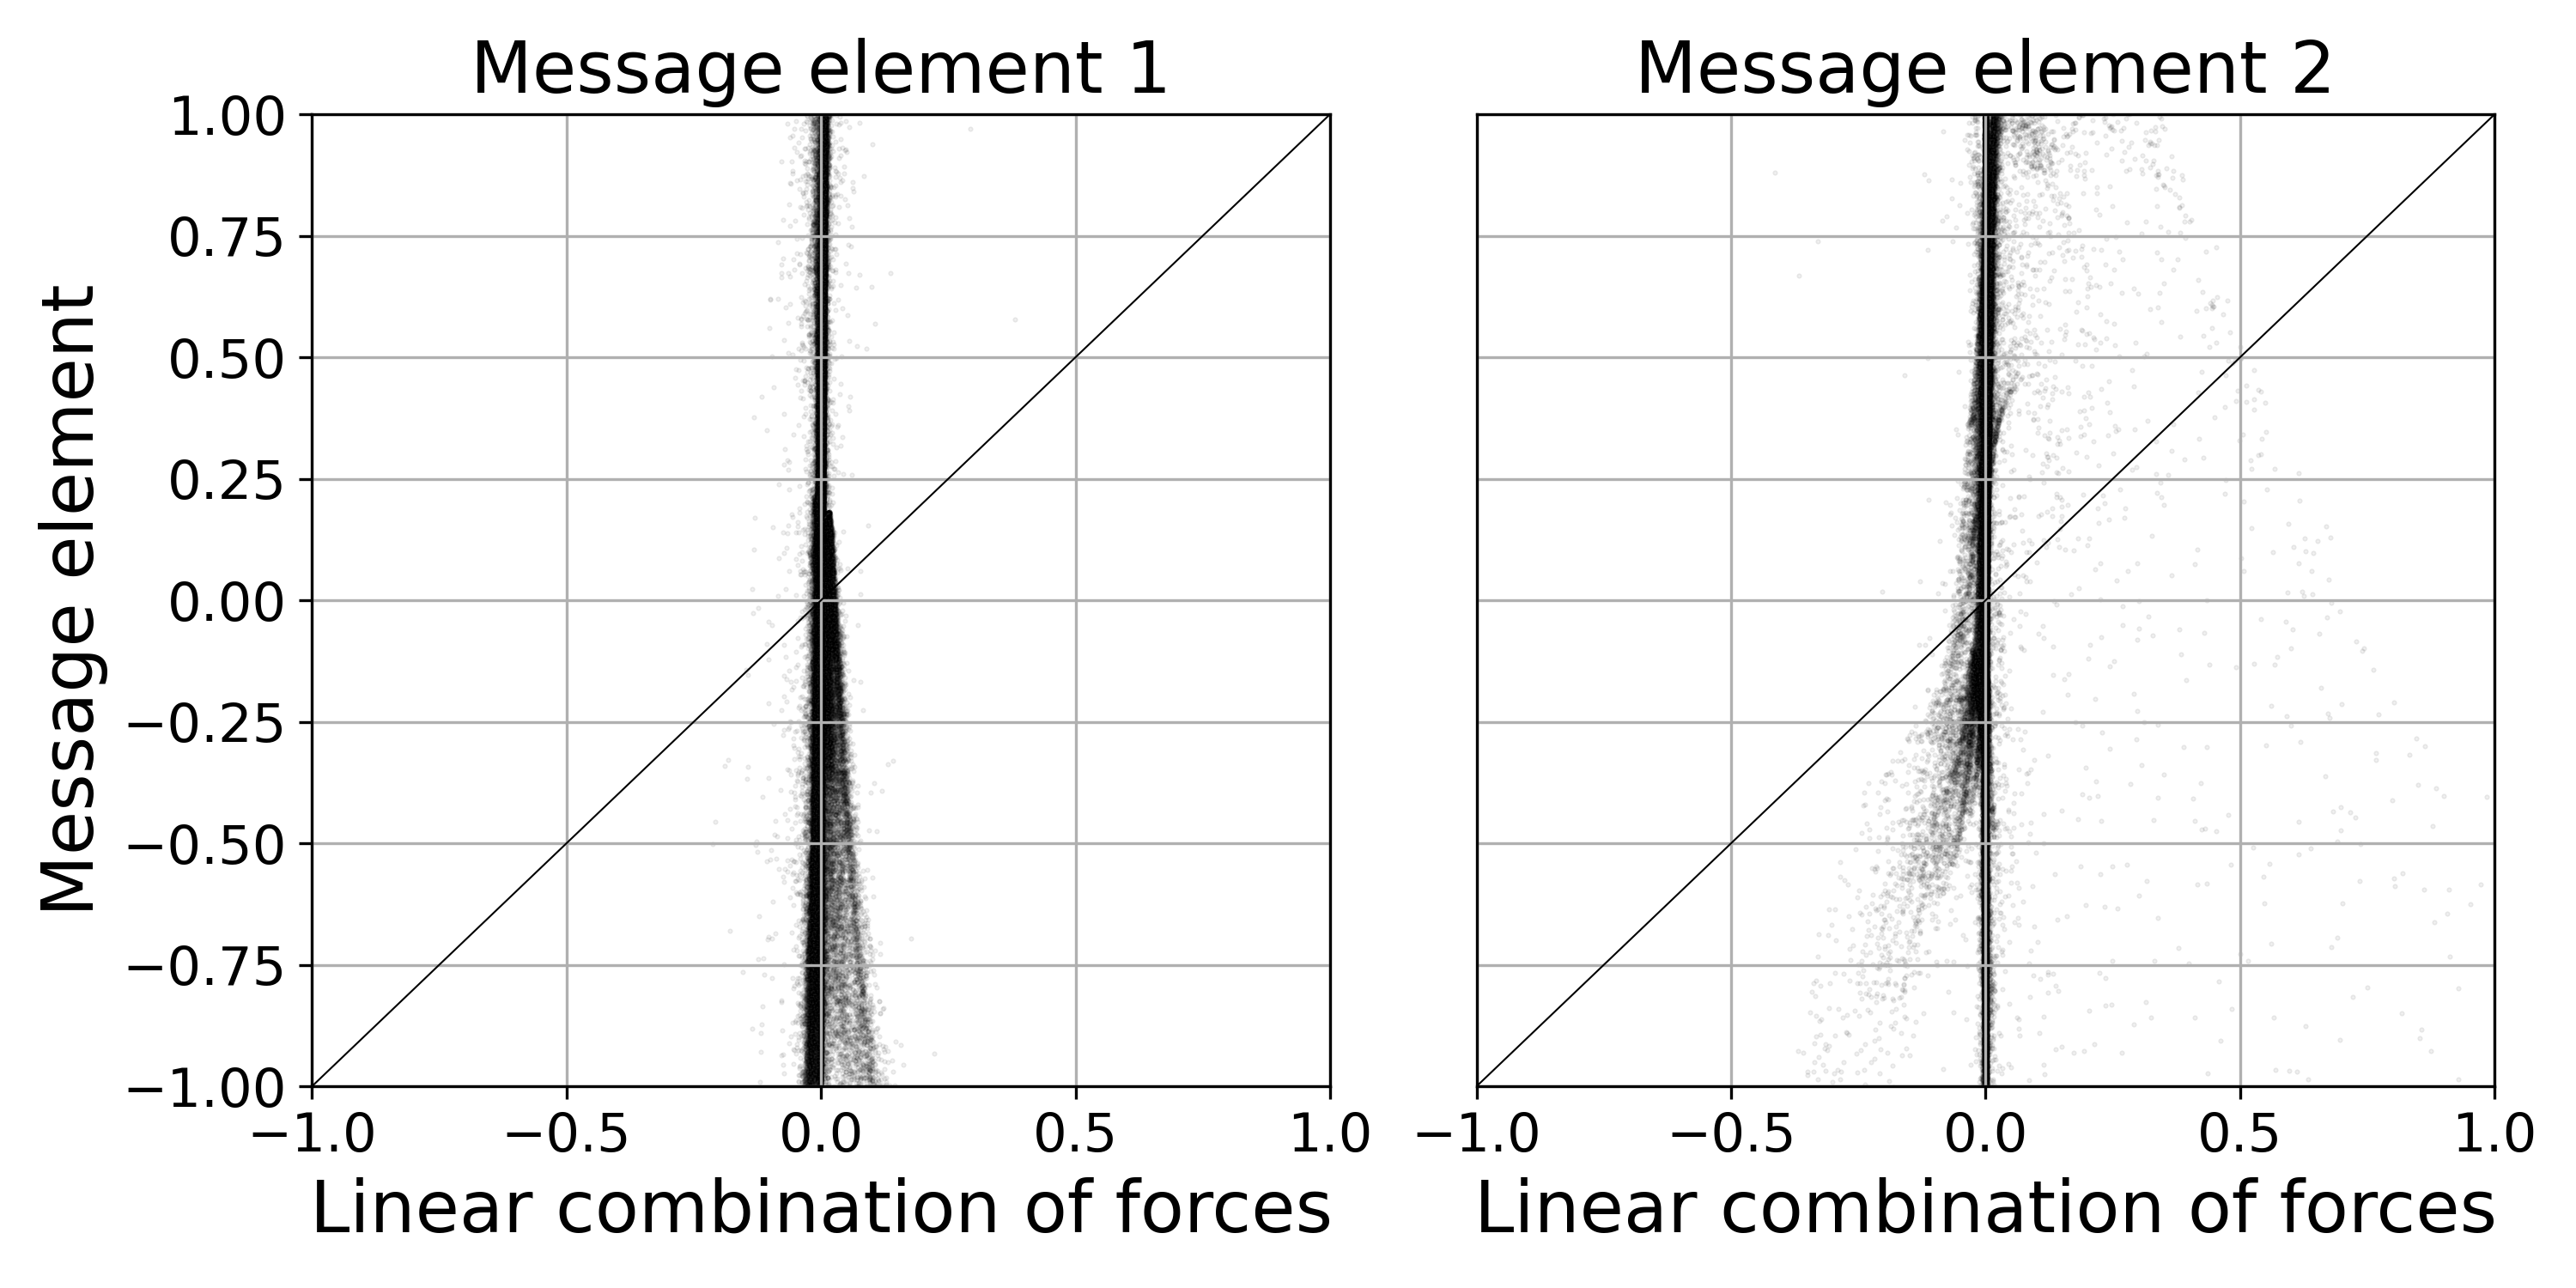 Message element 1
Message element 2
Message element
1.00
0.75
0.50
0.25
0.00
−0.25
−0.50
−0.75
−1.00
−1.0 −0.5 0.0 0.5 1.0
−1.0 −0.5 0.0 0.5 1.0
Linear combination of forces
Linear combination of forces